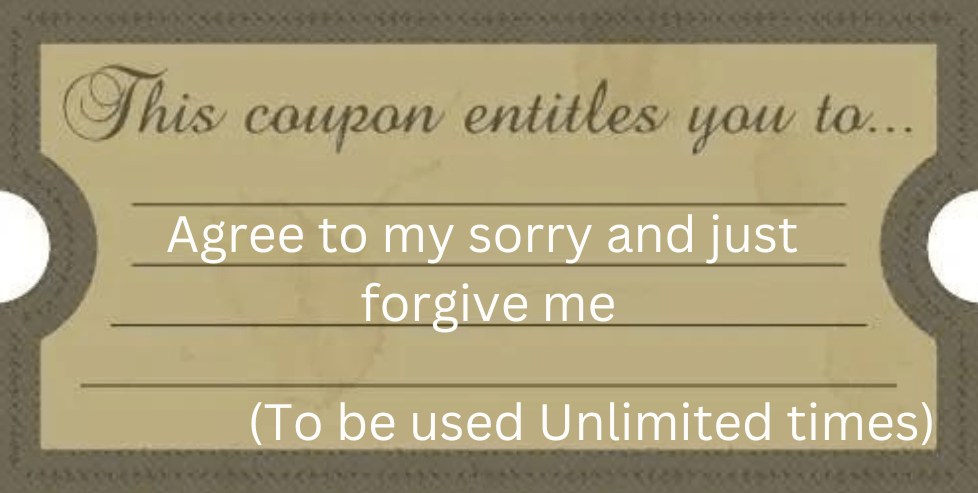 This coupon entitles you to...
Agree to my sorry and just
forgive me
(To be used Unlimited times)